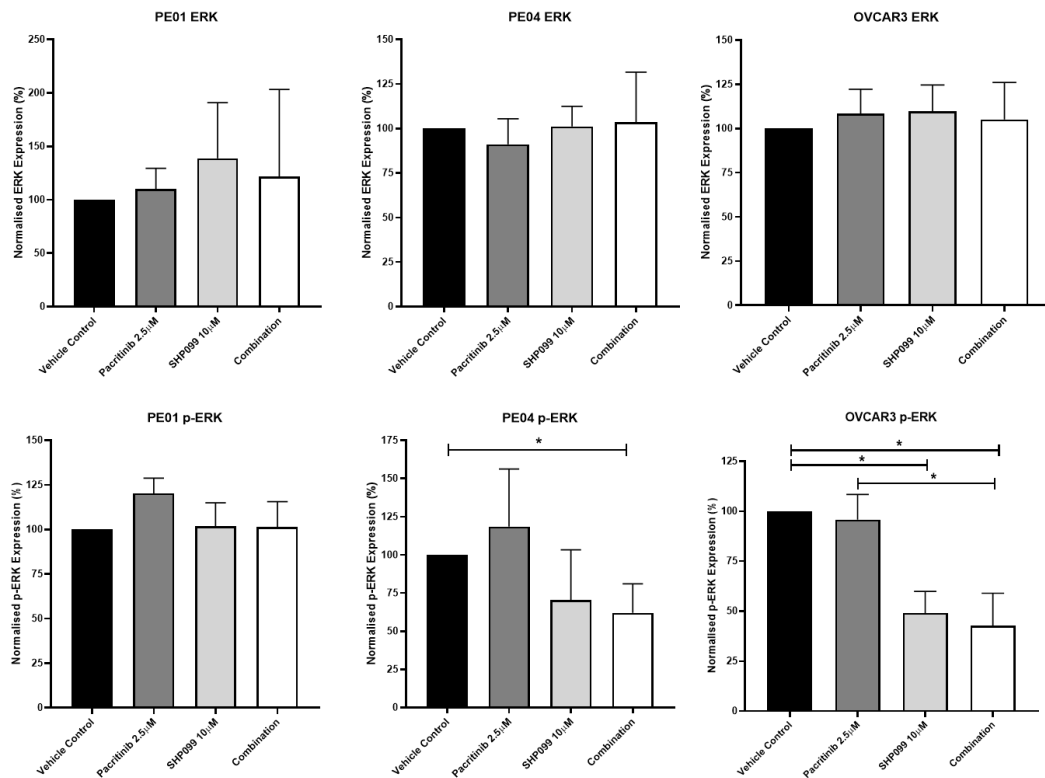 PE01 ERK
Normalised ERK Expression (%)
250
200
150
100
50
0
Vehicle Control
Pacritinib 2.5µM
SHP099 10µM
Combination
PE04 ERK
Normalised ERK Expression (%)
150
125
100
75
50
25
0
Vehicle Control
Pacritinib 2.5µM
SHP099 10µM
Combination
OVCAR3 ERK
Normalised ERK Expression (%)
150
125
100
75
50
25
0
Vehicle Control
Pacritinib 2.5µM
SHP099 10µM
Combination
PE01 p-ERK
Normalised p-ERK Expression (%)
150
125
100
75
50
25
0
Vehicle Control
Pacritinib 2.5µM
SHP099 10µM
Combination
PE04 p-ERK
Normalised p-ERK Expression (%)
175
150
125
100
75
50
25
0
*
Vehicle Control
Pacritinib 2.5µM
SHP099 10µM
Combination
OVCAR3 p-ERK
Normalised p-ERK Expression (%)
125
100
75
50
25
0
*
*
*
Vehicle Control
Pacritinib 2.5µM
SHP099 10µM
Combination